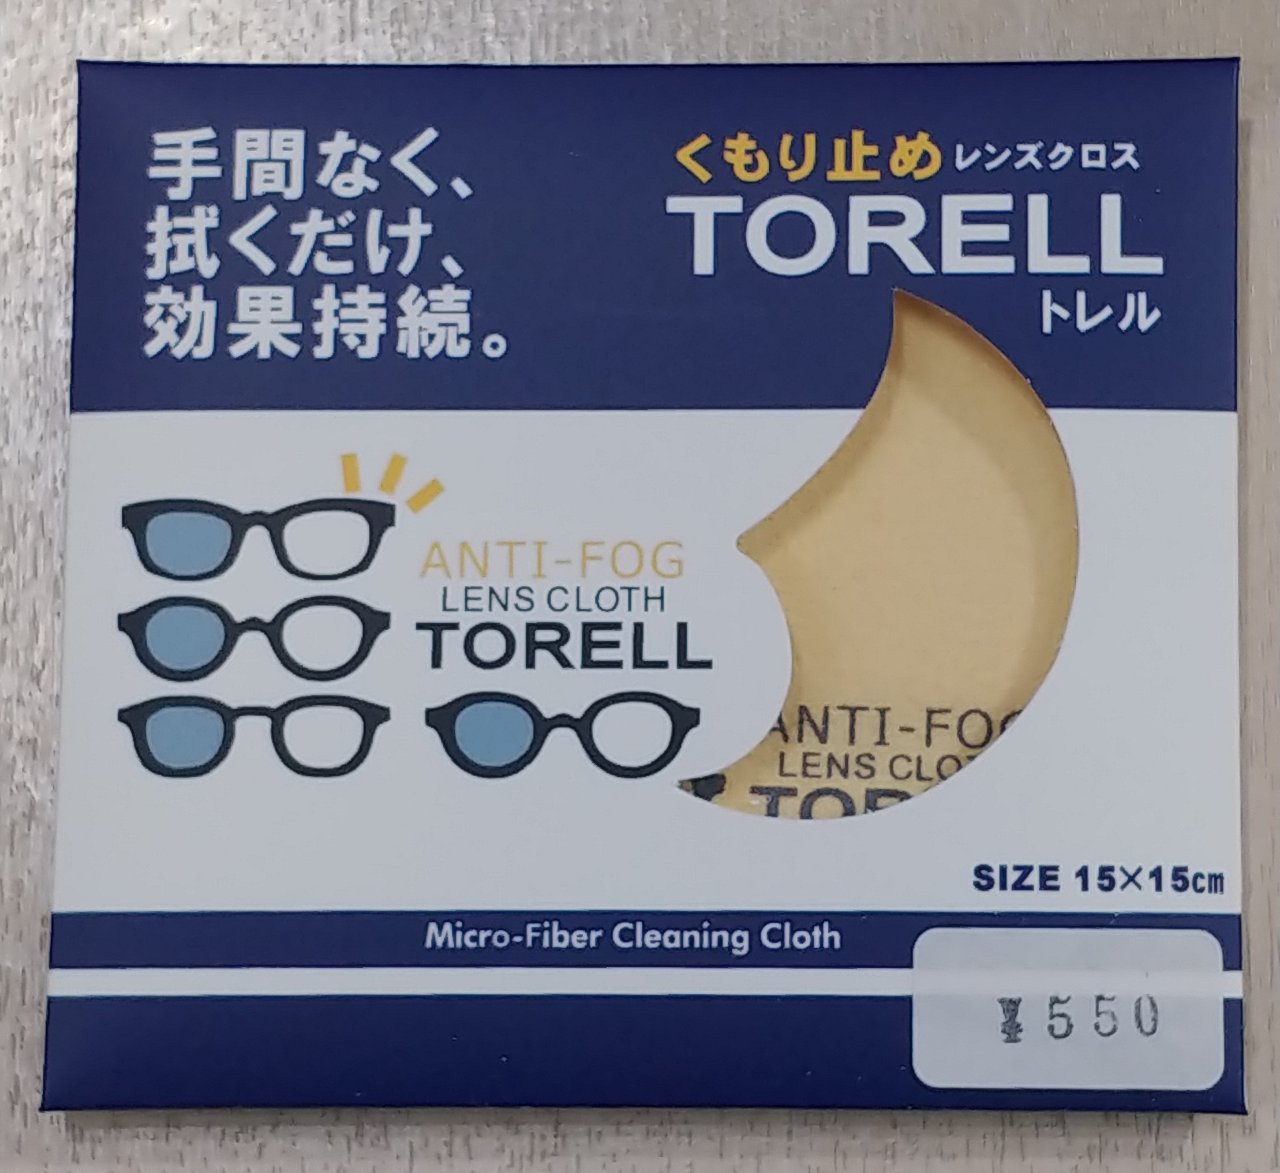 手間なく、
拭くだけ、
効果持続。
くもり止めレンズクロス
TORELL
トレル
ANTI-FOG
LENS CLOTH
TORELL
ANTI-FOG
LENS CLO
TOR
SIZE 15×15cm
Micro-Fiber Cleaning Cloth
¥550